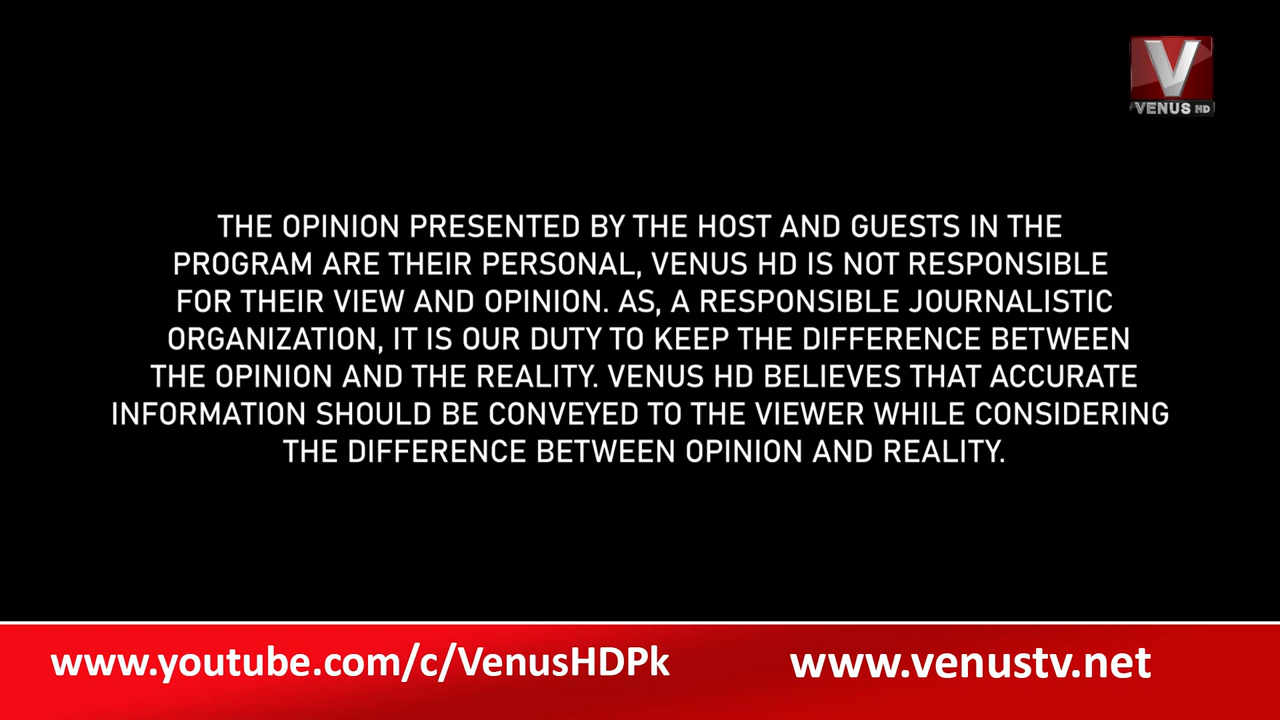 V
VENUS HD
THE OPINION PRESENTED BY THE HOST AND GUESTS IN THE
PROGRAM ARE THEIR PERSONAL, VENUS HD IS NOT RESPONSIBLE
FOR THEIR VIEW AND OPINION. AS, A RESPONSIBLE JOURNALISTIC
ORGANIZATION, IT IS OUR DUTY TO KEEP THE DIFFERENCE BETWEEN
THE OPINION AND THE REALITY. VENUS HD BELIEVES THAT ACCURATE
INFORMATION SHOULD BE CONVEYED TO THE VIEWER WHILE CONSIDERING
THE DIFFERENCE BETWEEN OPINION AND REALITY.
www.youtube.com/c/VenusHDPk
www.venustv.net